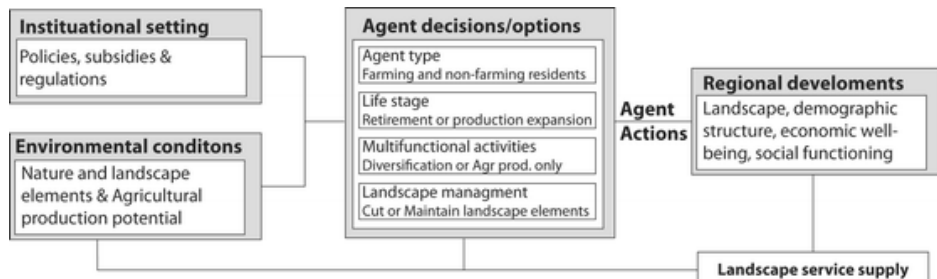 Instituational setting
Policies, subsidies &
regulations
Environmental conditons
Nature and landscape
elements & Agricultural
production potential
Agent decisions/options
Agent type
Farming and non-farming residents
Life stage
Retirement or production expansion
Multifunctional activities
Diversification or Agr prod. only
Landscape managment
Cut or Maintain landscape elements
Agent
Actions
Regional develoments
Landscape, demographic
structure, economic well-
being, social functioning
Landscape service supply